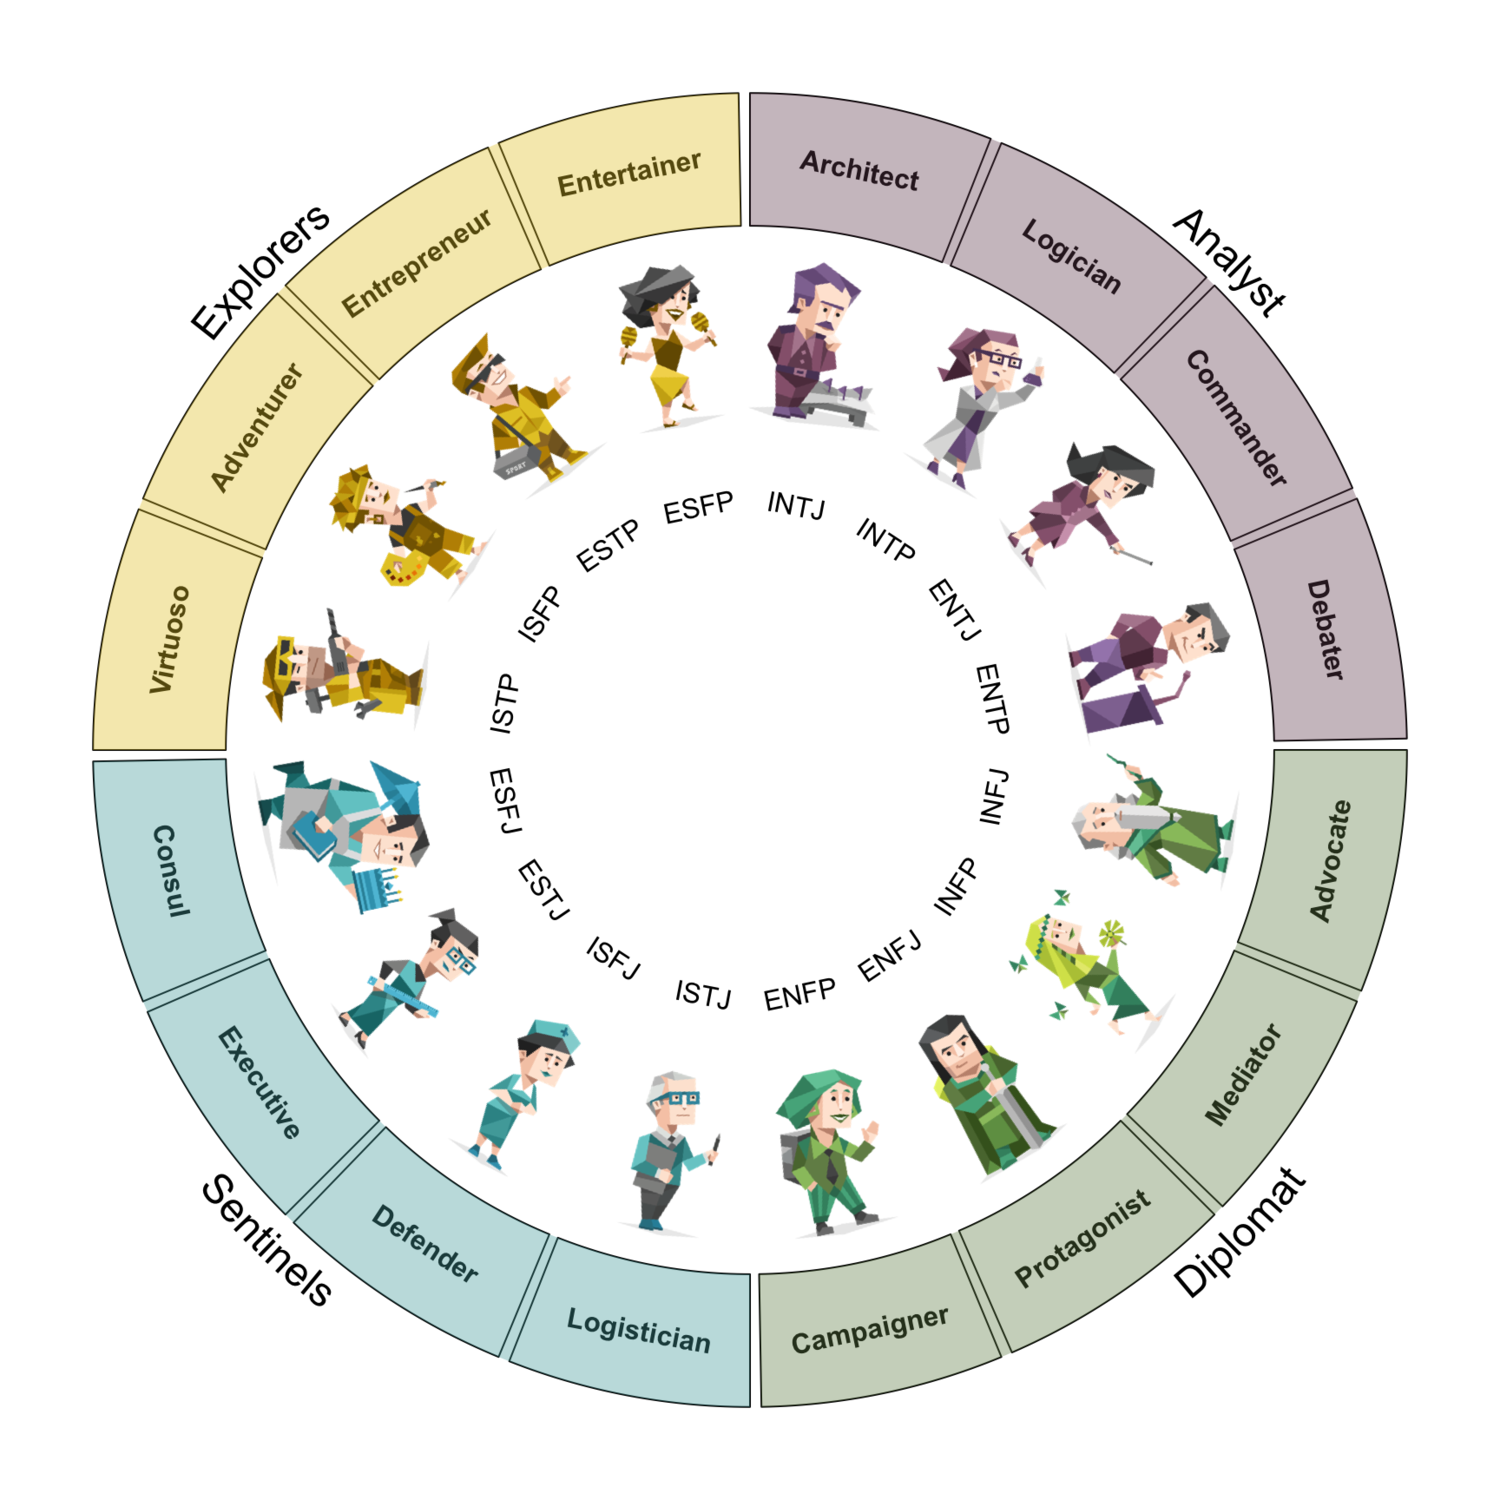 Analyst
Architect
Logician
Commander
Debater
Diplomat
Advocate
Mediator
Protagonist
Campaigner
Sentinels
Logistician
Defender
Executive
Consul
Explorers
Virtuoso
Adventurer
Entrepreneur
Entertainer
INTJ
INTP
ENTJ
ENTP
INFJ
INFP
ENFJ
ENFP
ISTJ
ISFJ
ESTJ
ESFJ
ISTP
ISFP
ESTP
ESFP
SPORT